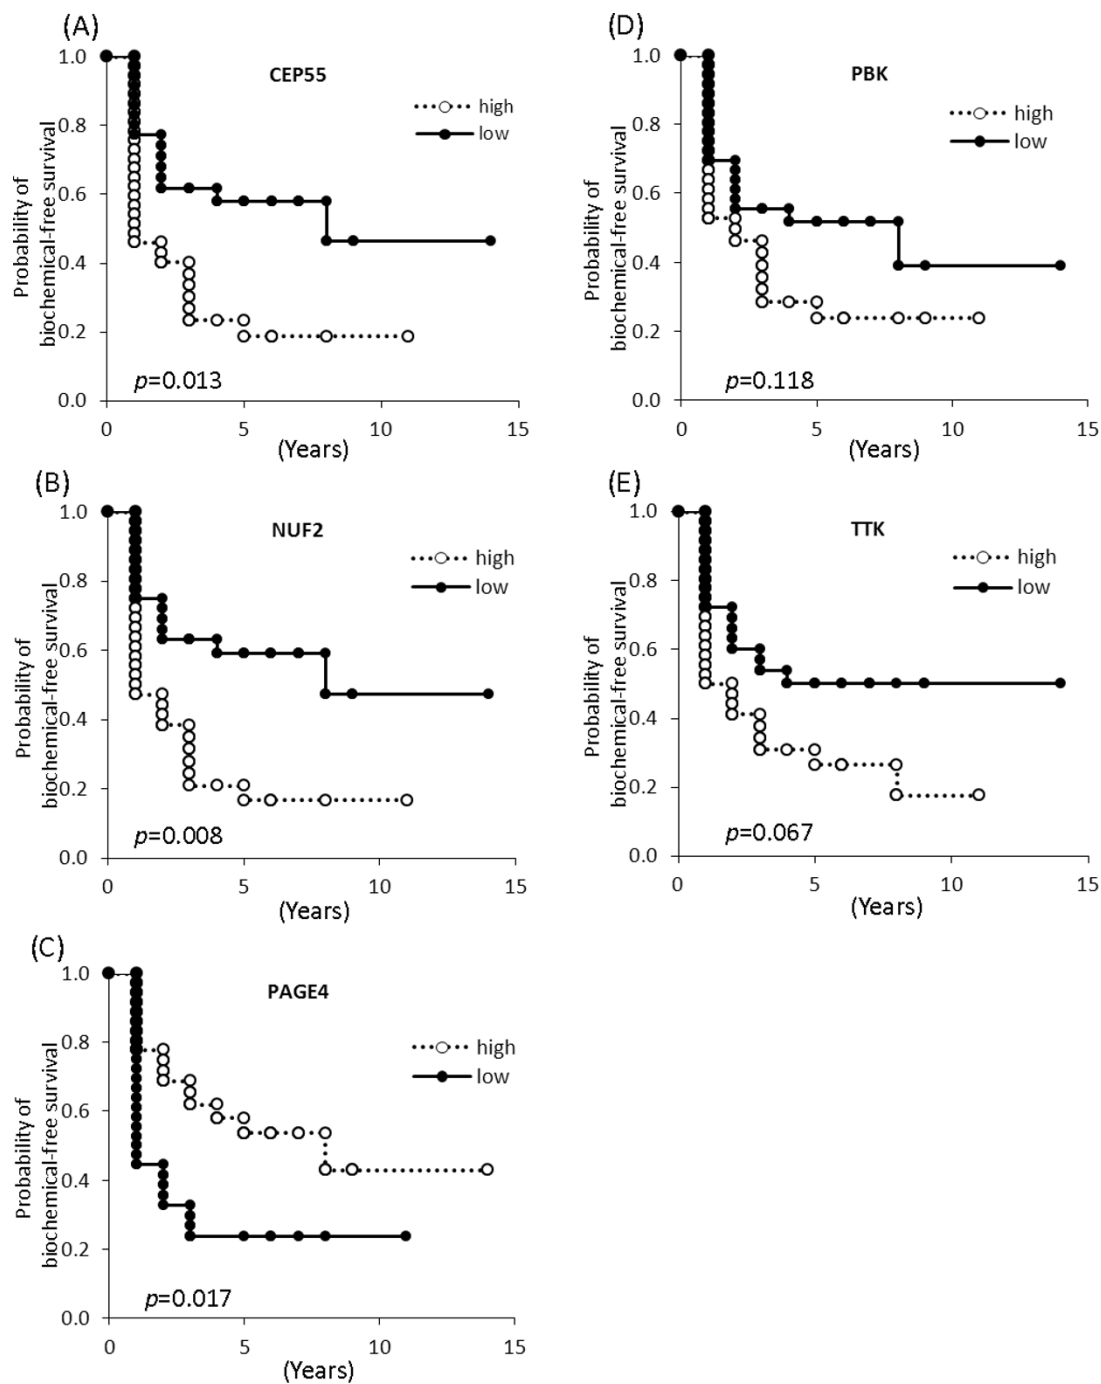 (A)
CEP55
high
low
Probability of
biochemical-free survival
1.0
0.8
0.6
0.4
0.2
0.0
p=0.013
0 5 10 15
(Years)
(B)
NUF2
high
low
Probability of
biochemical-free survival
1.0
0.8
0.6
0.4
0.2
0.0
p=0.008
0 5 10 15
(Years)
(C)
PAGE4
high
low
Probability of
biochemical-free survival
1.0
0.8
0.6
0.4
0.2
0.0
p=0.017
0 5 10 15
(Years)
(D)
PBK
high
low
Probability of
biochemical-free survival
1.0
0.8
0.6
0.4
0.2
0.0
p=0.118
0 5 10 15
(Years)
(E)
TTK
high
low
Probability of
biochemical-free survival
1.0
0.8
0.6
0.4
0.2
0.0
p=0.067
0 5 10 15
(Years)